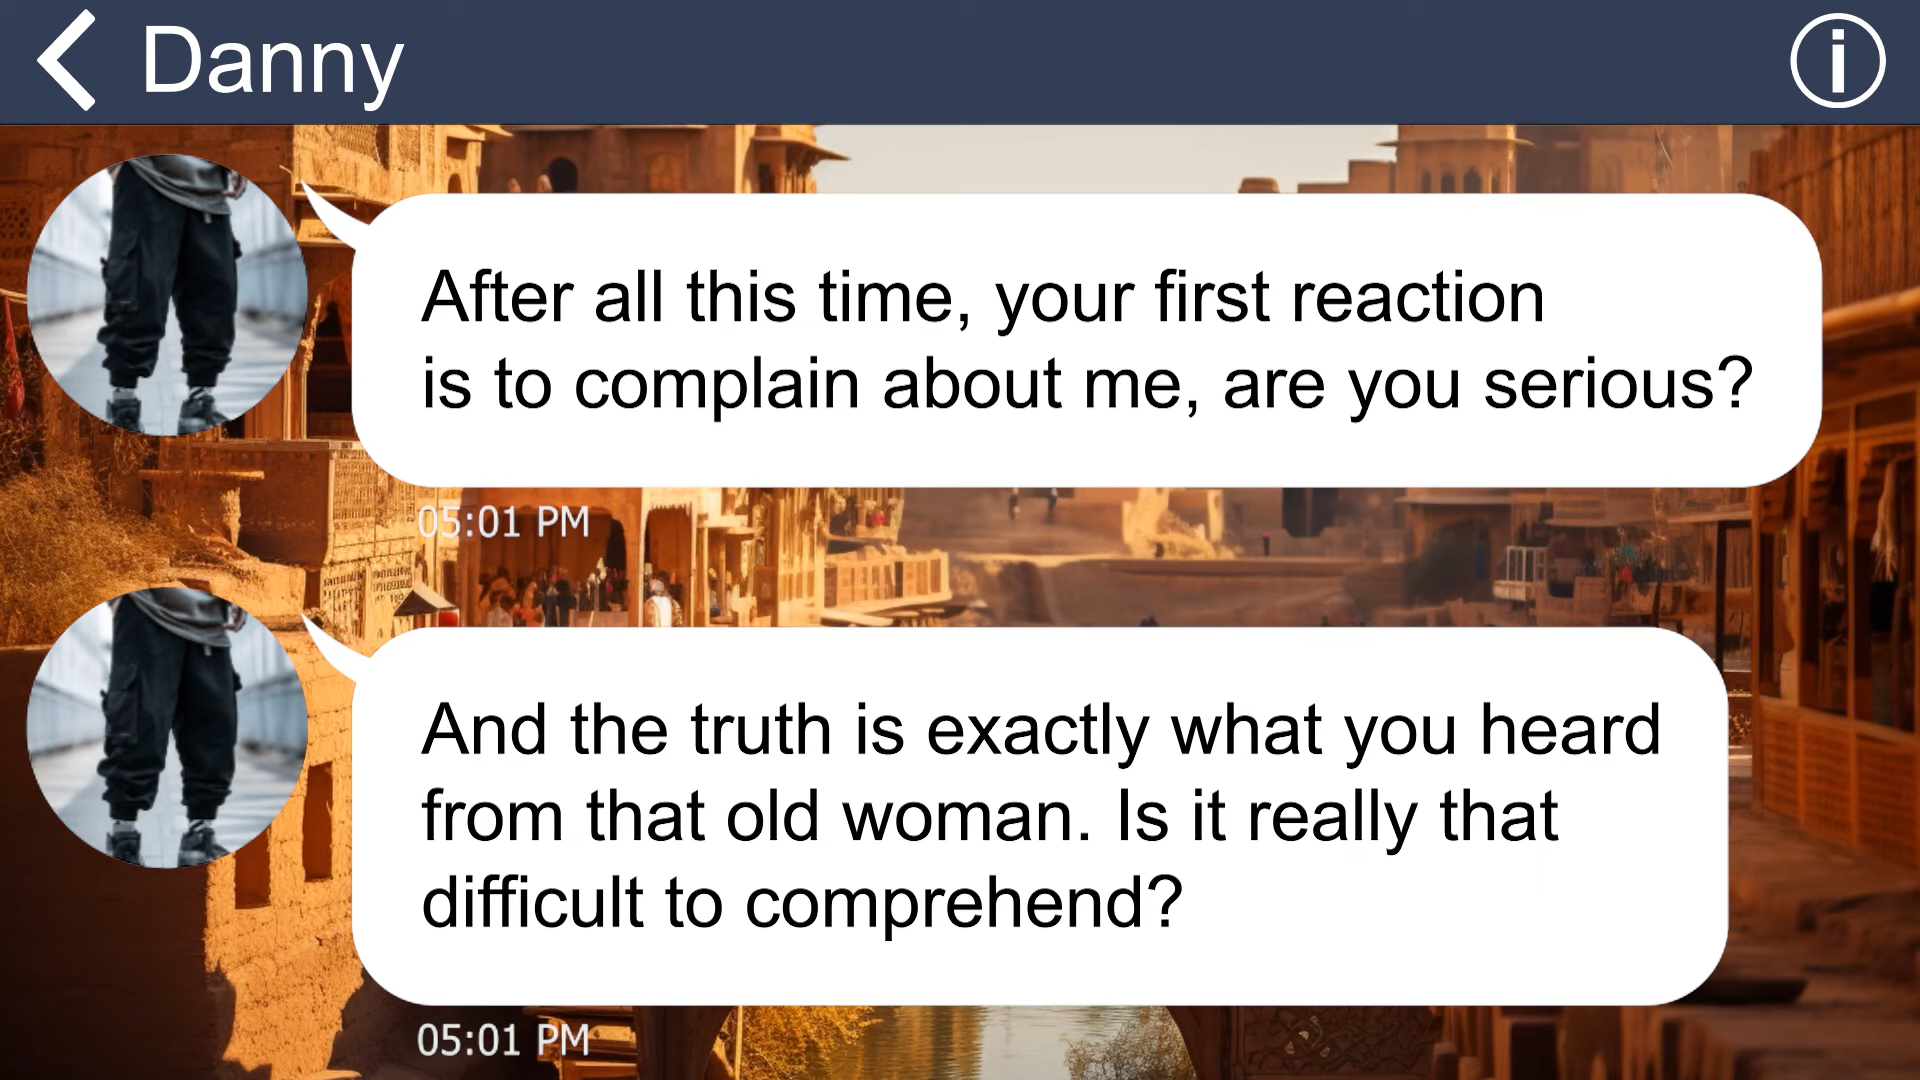 Danny
After all this time, your first reaction
is to complain about me, are you serious?
05:01 PM
And the truth is exactly what you heard
from that old woman. Is it really that
difficult to comprehend?
05:01 PM